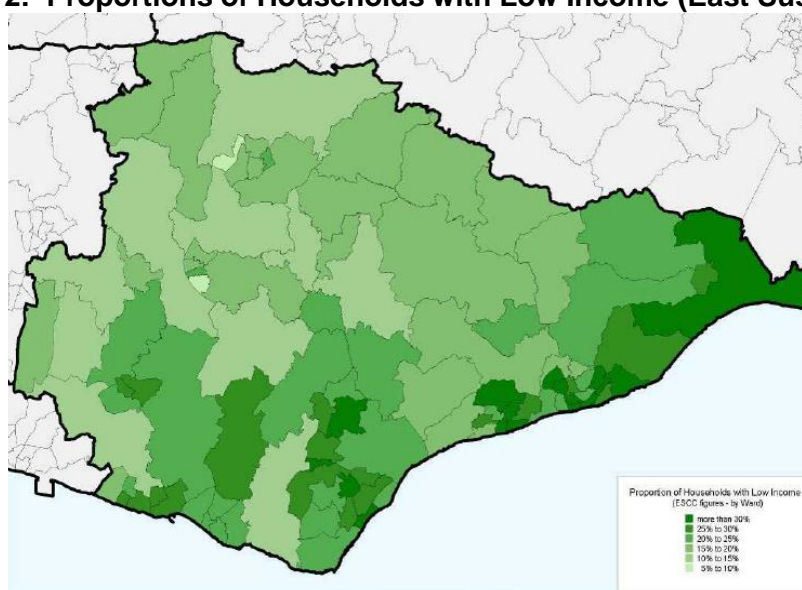 2. Proportions of Households with Low Income (East Sus
Proportion of Households with Low Income
(ESCC figures - by Ward)
more than 30%
25% to 30%
20% to 25%
15% to 20%
10% to 15%
5% to 10%